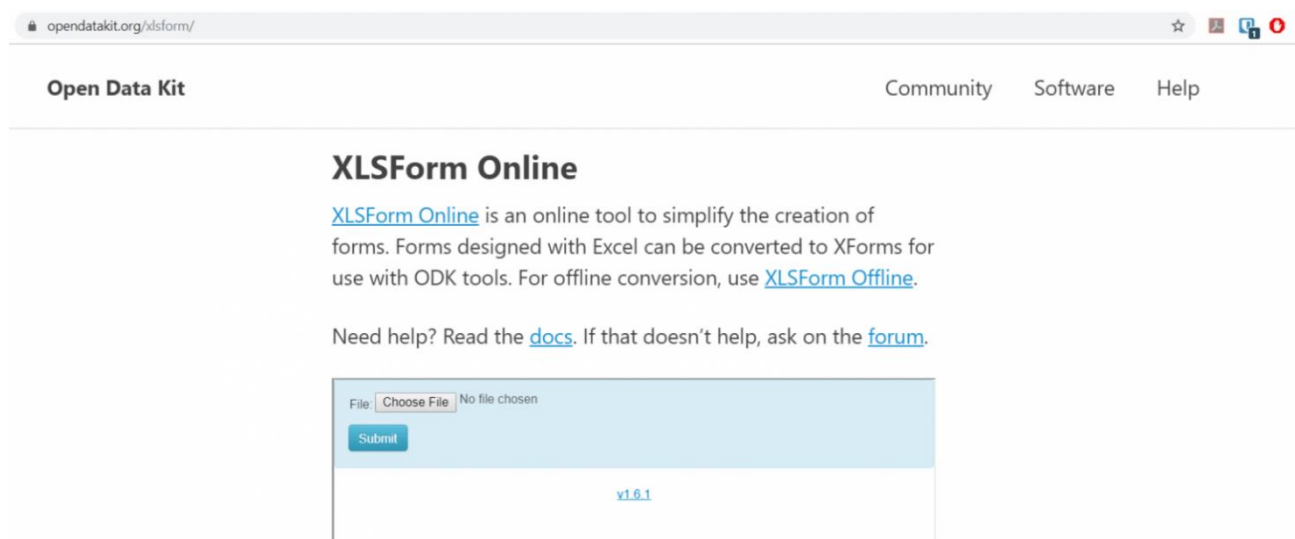 opendatakit.org/xlsform/
1
Open Data Kit
Community Software Help
XLSForm Online
XLSForm Online is an online tool to simplify the creation of
forms. Forms designed with Excel can be converted to XForms for
use with ODK tools. For offline conversion, use XLSForm Offline.
Need help? Read the docs. If that doesn't help, ask on the forum.
File: Choose File No file chosen
Submit
v1.6.1